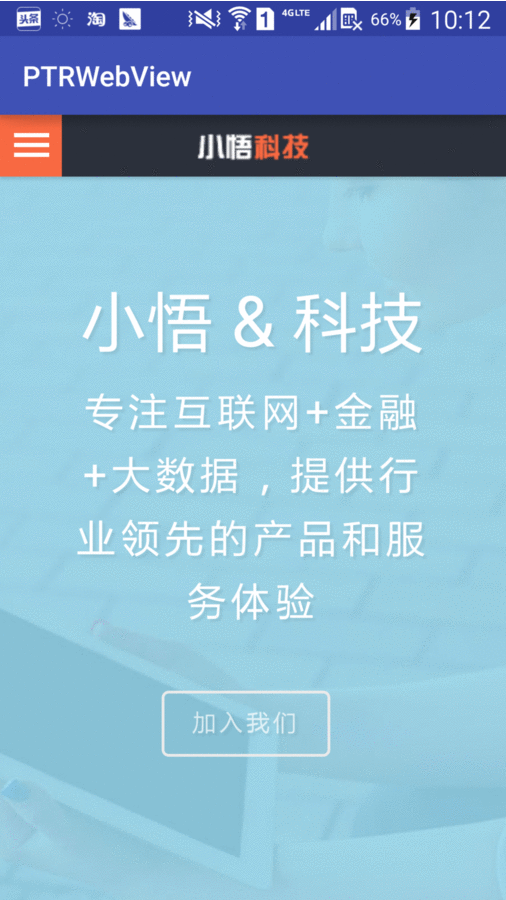 头条 淘 1 4G LTE 66% 10:12
PTRWebView
小悟科技
小悟 & 科技
专注互联网+金融
+大数据，提供行
业领先的产品和服
务体验
加入我们